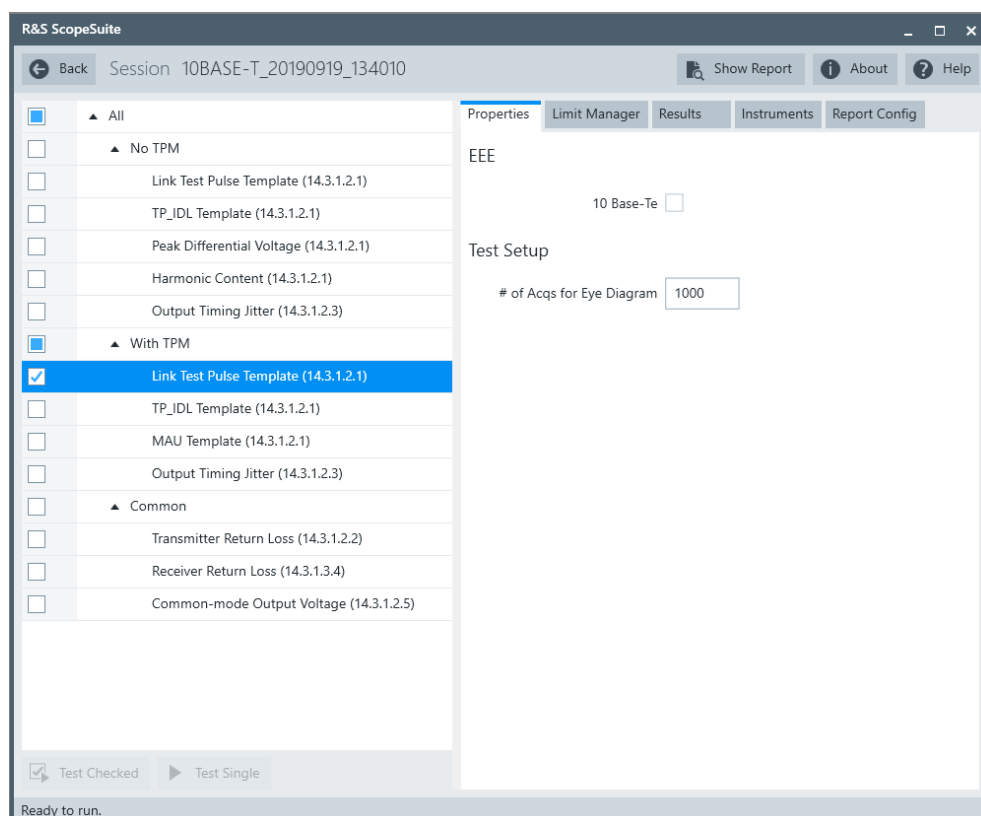 R&S ScopeSuite
Back Session 10BASE-T_20190919_134010 Show Report About Help
All
No TPM
Link Test Pulse Template (14.3.1.2.1)
TP_IDL Template (14.3.1.2.1)
Peak Differential Voltage (14.3.1.2.1)
Harmonic Content (14.3.1.2.1)
Output Timing Jitter (14.3.1.2.3)
With TPM
Link Test Pulse Template (14.3.1.2.1)
TP_IDL Template (14.3.1.2.1)
MAU Template (14.3.1.2.1)
Output Timing Jitter (14.3.1.2.3)
Common
Transmitter Return Loss (14.3.1.2.2)
Receiver Return Loss (14.3.1.3.4)
Common-mode Output Voltage (14.3.1.2.5)
Test Checked Test Single
Properties Limit Manager Results Instruments Report Config
EEE
10 Base-Te
Test Setup
# of Acqs for Eye Diagram 1000
Ready to run.